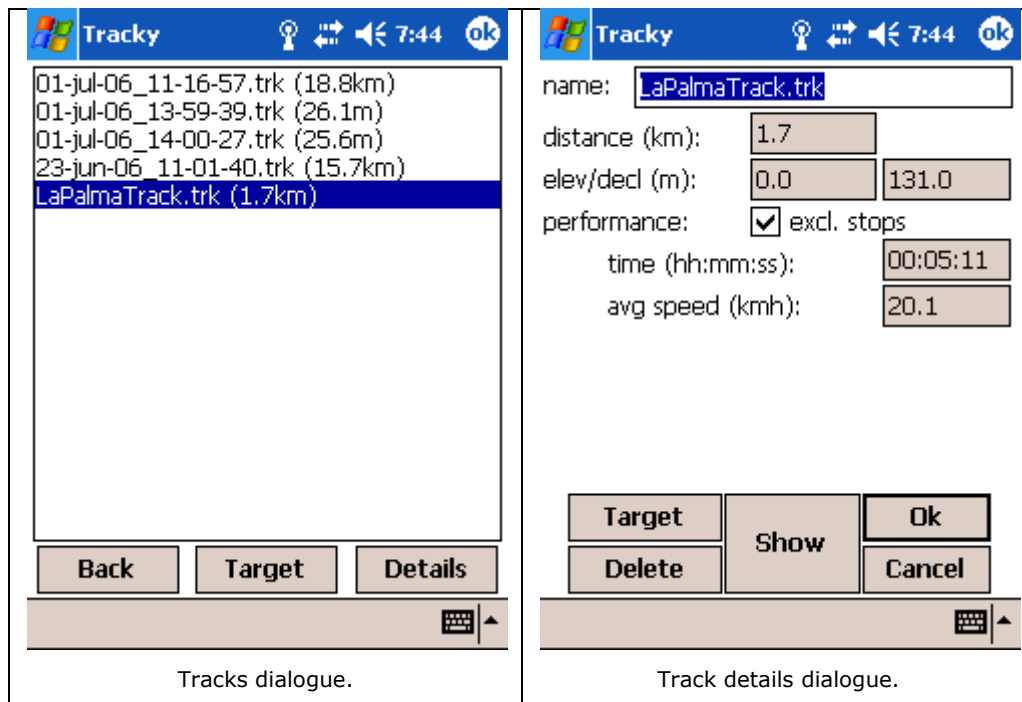 Tracky 7:44 ok
01-jul-06_11-16-57.trk (18.8km)
01-jul-06_13-59-39.trk (26.1m)
01-jul-06_14-00-27.trk (25.6m)
23-jun-06_11-01-40.trk (15.7km)
LaPalmaTrack.trk (1.7km)
Back Target Details
Tracks dialogue.
Tracky 7:44 ok
name: LaPalmaTrack.trk
distance (km): 1.7
elev/decl (m): 0.0 131.0
performance: excl. stops
time (hh:mm:ss): 00:05:11
avg speed (kmh): 20.1
Target Show Ok
Delete Cancel
Track details dialogue.